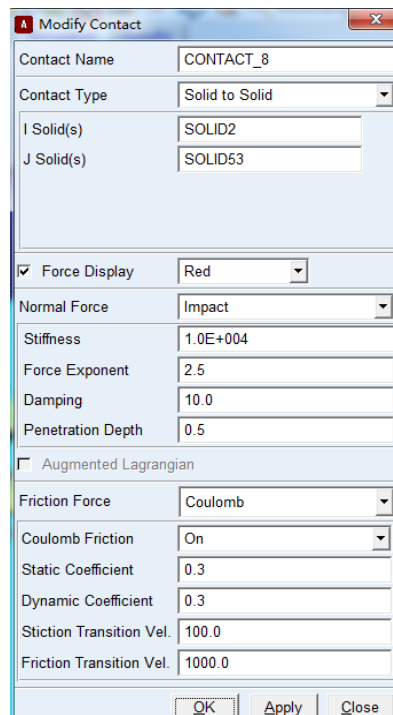 Modify Contact
Contact Name CONTACT_8
Contact Type Solid to Solid
I Solid(s) SOLID2
J Solid(s) SOLID53
Force Display Red
Normal Force Impact
Stiffness 1.0E+004
Force Exponent 2.5
Damping 10.0
Penetration Depth 0.5
Augmented Lagrangian
Friction Force Coulomb
Coulomb Friction On
Static Coefficient 0.3
Dynamic Coefficient 0.3
Stiction Transition Vel. 100.0
Friction Transition Vel. 1000.0
OK Apply Close